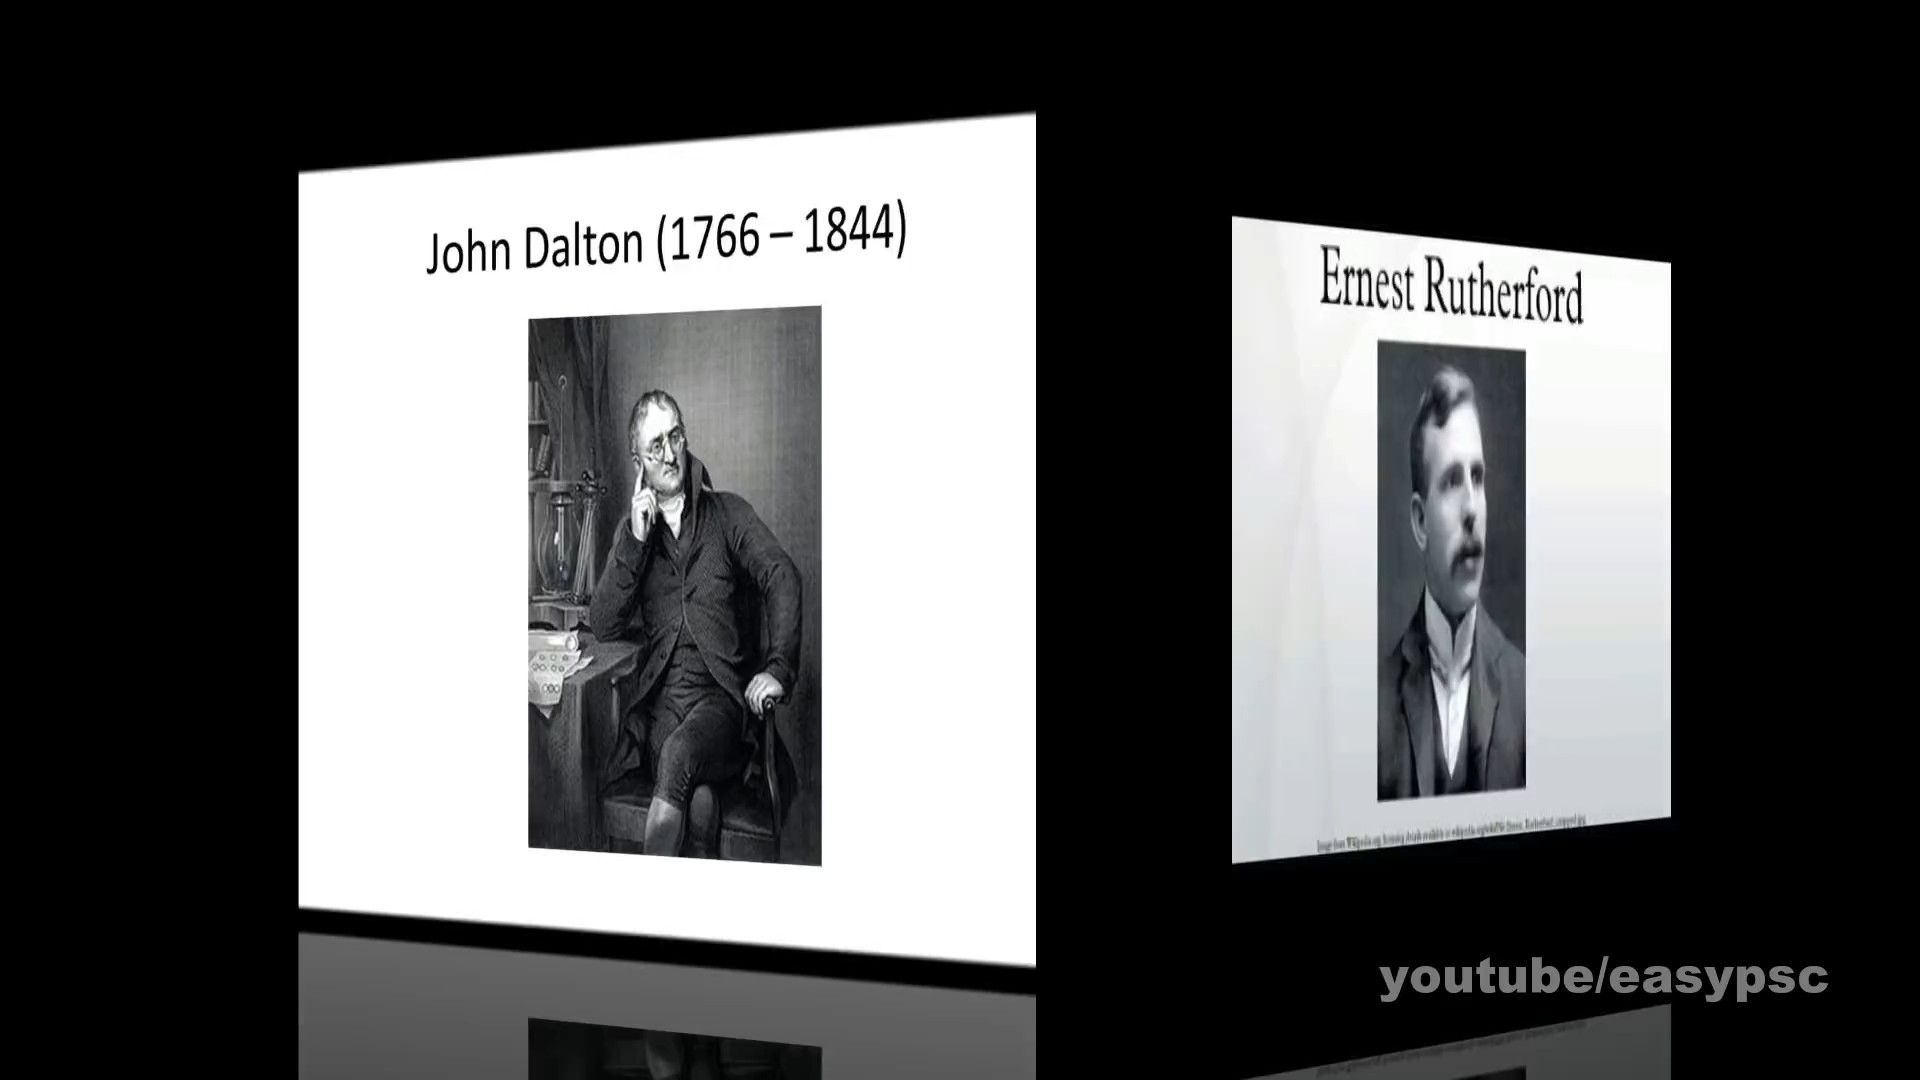 John Dalton (1766 – 1844)
Ernest Rutherford
youtube/easypsc